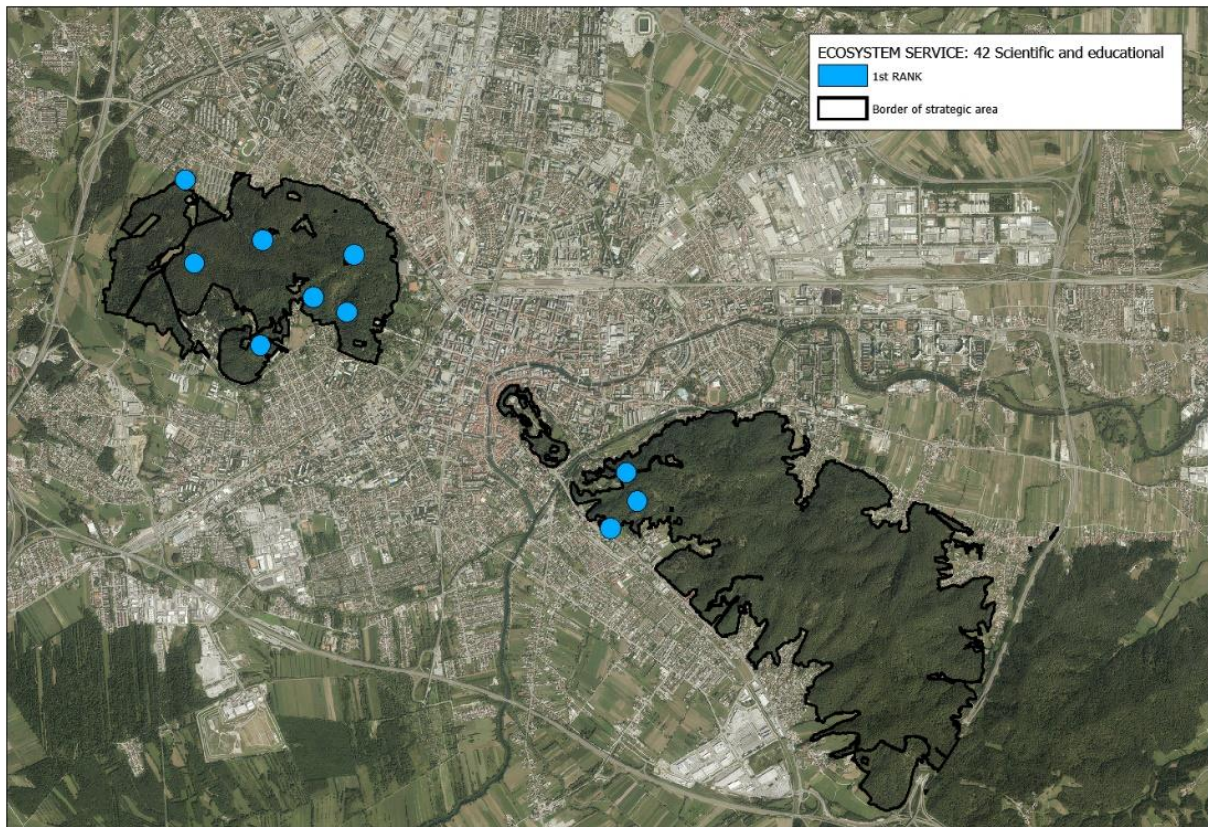 ECOSYSTEM SERVICE: 42 Scientific and educational
1st RANK
Border of strategic area